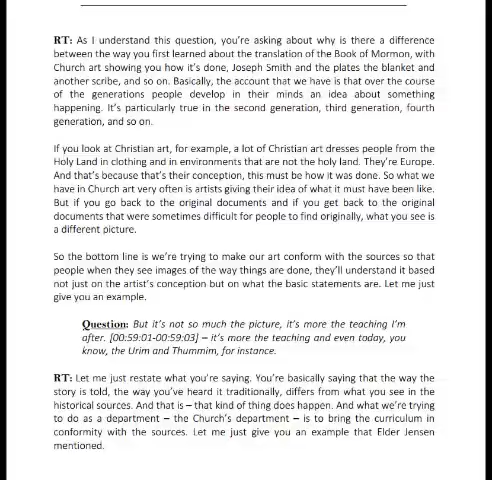 RT: As I understand this question, you're asking about why is there a difference
between the way you first learned about the translation of the Book of Mormon, with
Church art showing you how it's done, Joseph Smith and the plates the blanket and
another scribe, and so on. Basically, the account that we have is that over the course
of the generations people develop in their minds an idea about something
happening. It's particularly true in the second generation, third generation, fourth
generation, and so on.
If you look at Christian art, for example, a lot of Christian art dresses people from the
Holy Land in clothing and in environments that are not the holy land. They're Europe.
And that's because that's their conception, this must be how it was done. So what we
have in Church art very often is artists giving their idea of what it must have been like.
But if you go back to the original documents and if you get back to the original
documents that were sometimes difficult for people to find originally, what you see is
a different picture.
So the bottom line is we're trying to make our art conform with the sources so that
people when they see images of the way things are done, they'll understand it based
not just on the artist's conception but on what the basic statements are. Let me just
give you an example.
Question: But it's not so much the picture, it's more the teaching I'm
after. [00:59:01-00:59:03] – it's more the teaching and even today, you
know, the Urim and Thummim, for instance.
RT: Let me just restate what you're saying. You're basically saying that the way the
story is told, the way you've heard it traditionally, differs from what you see in the
historical sources. And that is – that kind of thing does happen. And what we're trying
to do as a department – the Church's department – is to bring the curriculum in
conformity with the sources. Let me just give you an example that Elder Jensen
mentioned.